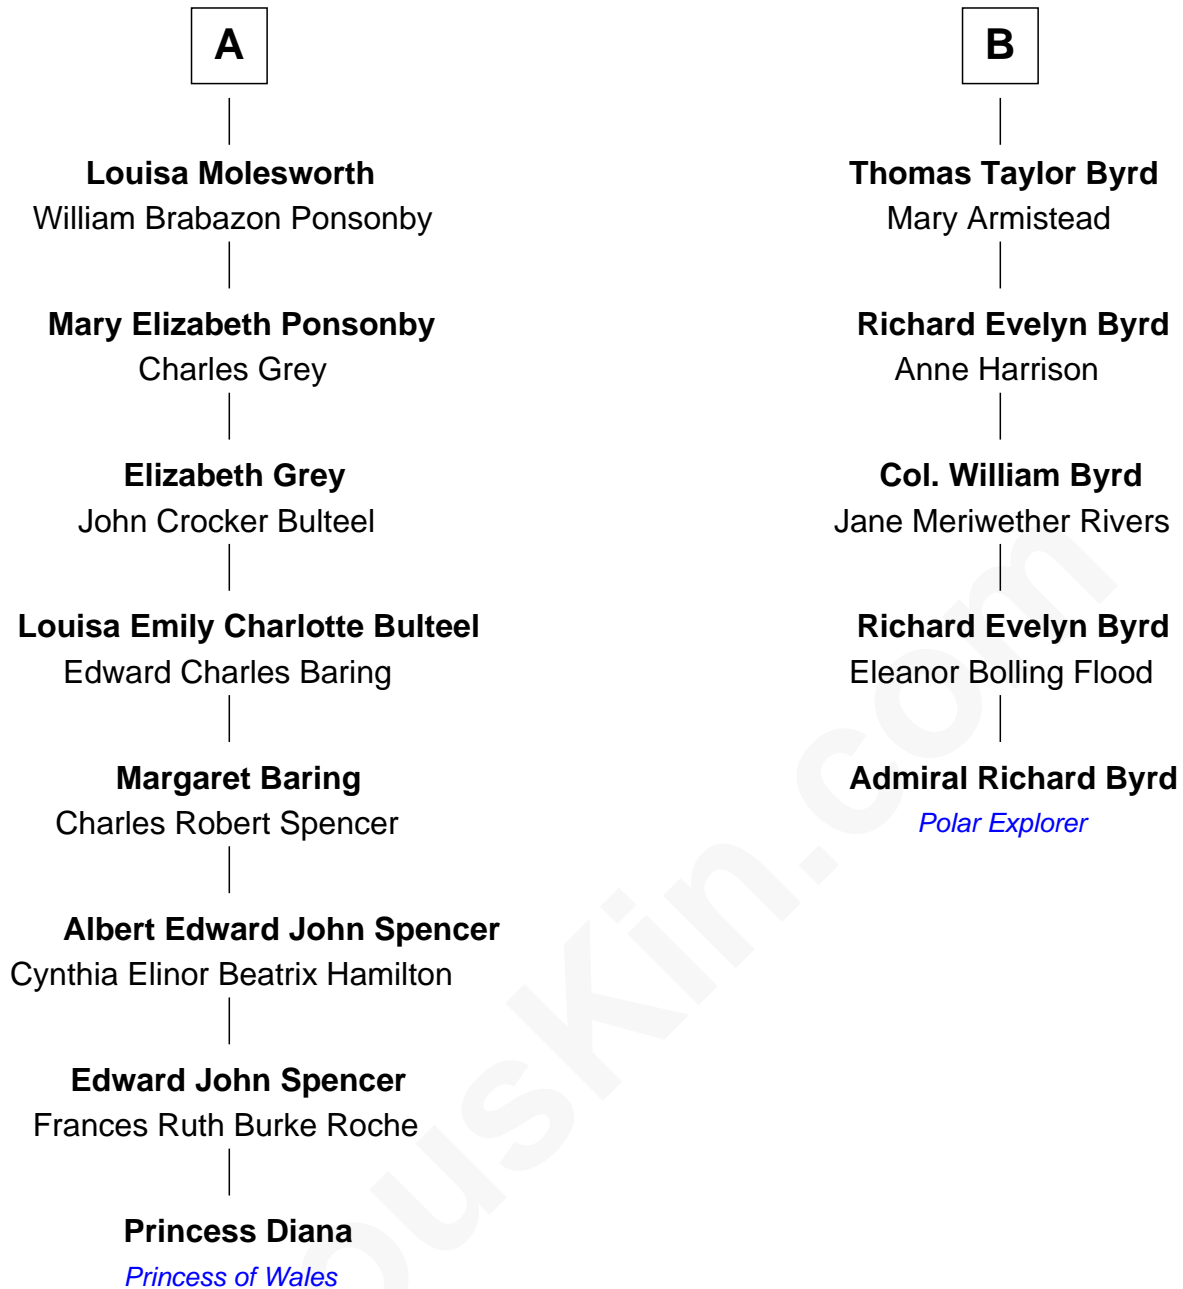 A
Louisa Molesworth
William Brabazon Ponsonby
Mary Elizabeth Ponsonby
Charles Grey
Elizabeth Grey
John Crocker Bulteel
Louisa Emily Charlotte Bulteel
Edward Charles Baring
Margaret Baring
Charles Robert Spencer
Albert Edward John Spencer
Cynthia Elinor Beatrix Hamilton
Edward John Spencer
Frances Ruth Burke Roche
Princess Diana
Princess of Wales
B
Thomas Taylor Byrd
Mary Armistead
Richard Evelyn Byrd
Anne Harrison
Col. William Byrd
Jane Meriwether Rivers
Richard Evelyn Byrd
Eleanor Bolling Flood
Admiral Richard Byrd
Polar Explorer
ousKin.com